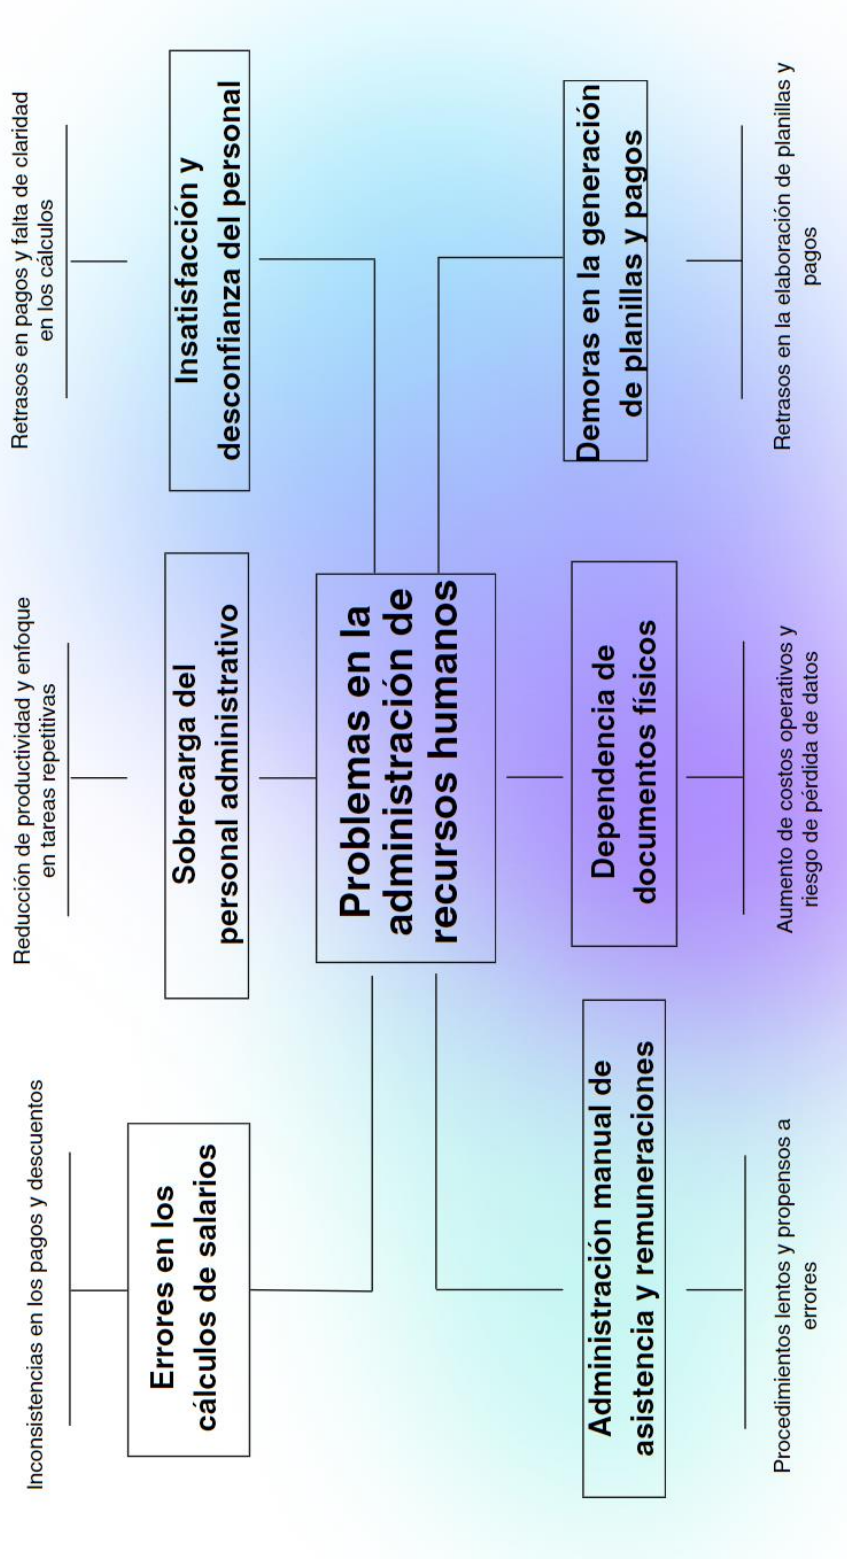 Inconsistencias en los pagos y descuentos
Reducción de productividad y enfoque
en tareas repetitivas
Retrasos en pagos y falta de claridad
en los cálculos
Errores en los
cálculos de salarios
Sobrecarga del
personal administrativo
Insatisfacción y
desconfianza del personal
Problemas en la
administración de
recursos humanos
Administración manual de
asistencia y remuneraciones
Dependencia de
documentos físicos
Demoras en la generación
de planillas y pagos
Procedimientos lentos y propensos a
errores
Aumento de costos operativos y
riesgo de pérdida de datos
Retrasos en la elaboración de planillas y
pagos